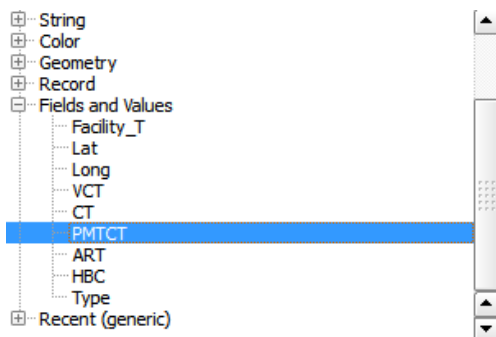 String
Color
Geometry
Record
Fields and Values
Facility_T
Lat
Long
VCT
CT
PMTCT
ART
HBC
Type
Recent (generic)